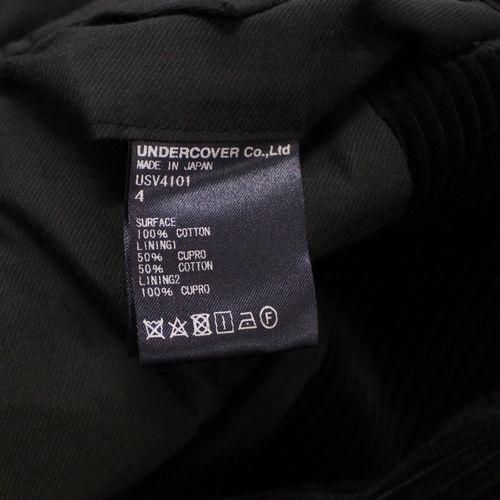 UNDERCOVER Co.,Ltd
MADE IN JAPAN
USV4101
4
SURFACE
100% COTTON
LINING1
50% CUPRO
50% COTTON
LINING2
100% CUPRO
F